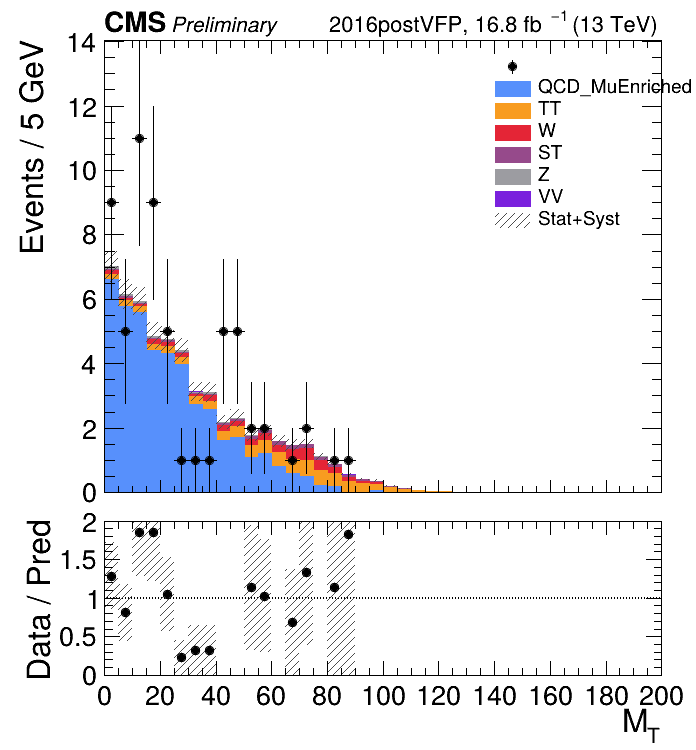 CMS Preliminary 2016postVFP, 16.8 fb ⁻¹ (13 TeV)
Events / 5 GeV
14
12
10
8
6
4
2
0
QCD_MuEnriched
TT
W
ST
Z
VV
Stat+Syst
Data / Pred
2
1.5
1
0.5
0
0 20 40 60 80 100 120 140 160 180 200
M_T